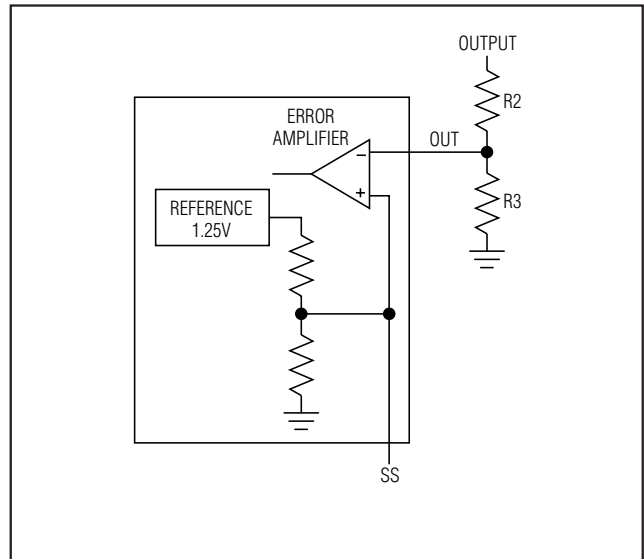 OUTPUT
R2
ERROR
AMPLIFIER
OUT
−
+
REFERENCE
1.25V
R3
SS